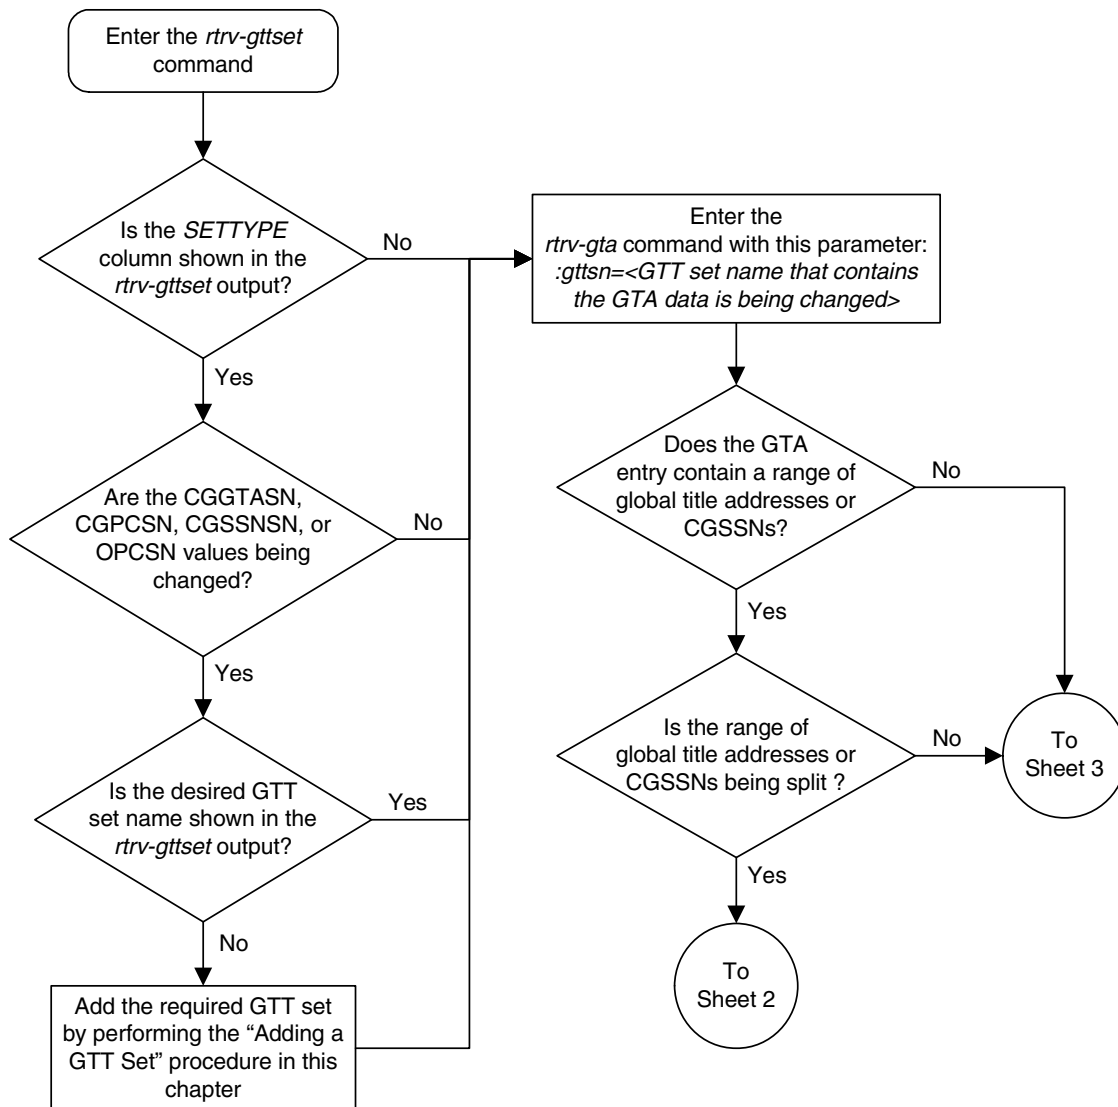 Enter the rtrv-gttset
command
Is the SETTYPE
column shown in the
rtrv-gttset output?
No
Yes
Are the CGGTASN,
CGPCSN, CGSSNSN, or
OPCSN values being
changed?
No
Yes
Is the desired GTT
set name shown in the
rtrv-gttset output?
Yes
No
Add the required GTT set
by performing the “Adding a
GTT Set” procedure in this
chapter
Enter the
rtrv-gta command with this parameter:
:gttsn=<GTT set name that contains
the GTA data is being changed>
Does the GTA
entry contain a range of
global title addresses or
CGSSNs?
No
Yes
Is the range of
global title addresses or
CGSSNs being split ?
No
To
Sheet 3
Yes
To
Sheet 2